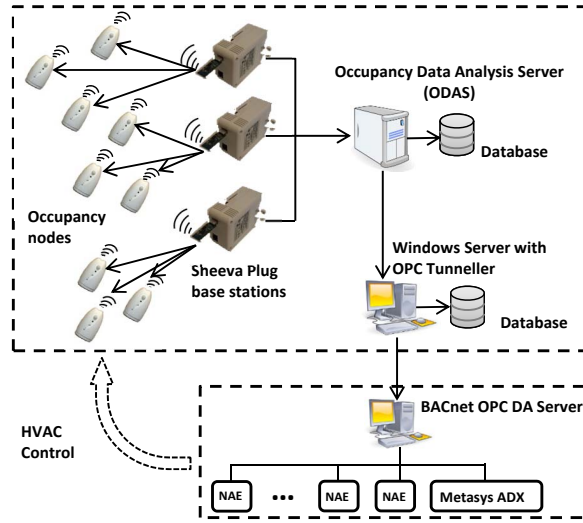 Occupancy Data Analysis Server
(ODAS)
Database
Occupancy
nodes
Sheeva Plug
base stations
Windows Server with
OPC Tunneller
Database
HVAC
Control
BACnet OPC DA Server
NAE
•••
NAE
NAE
Metasys ADX